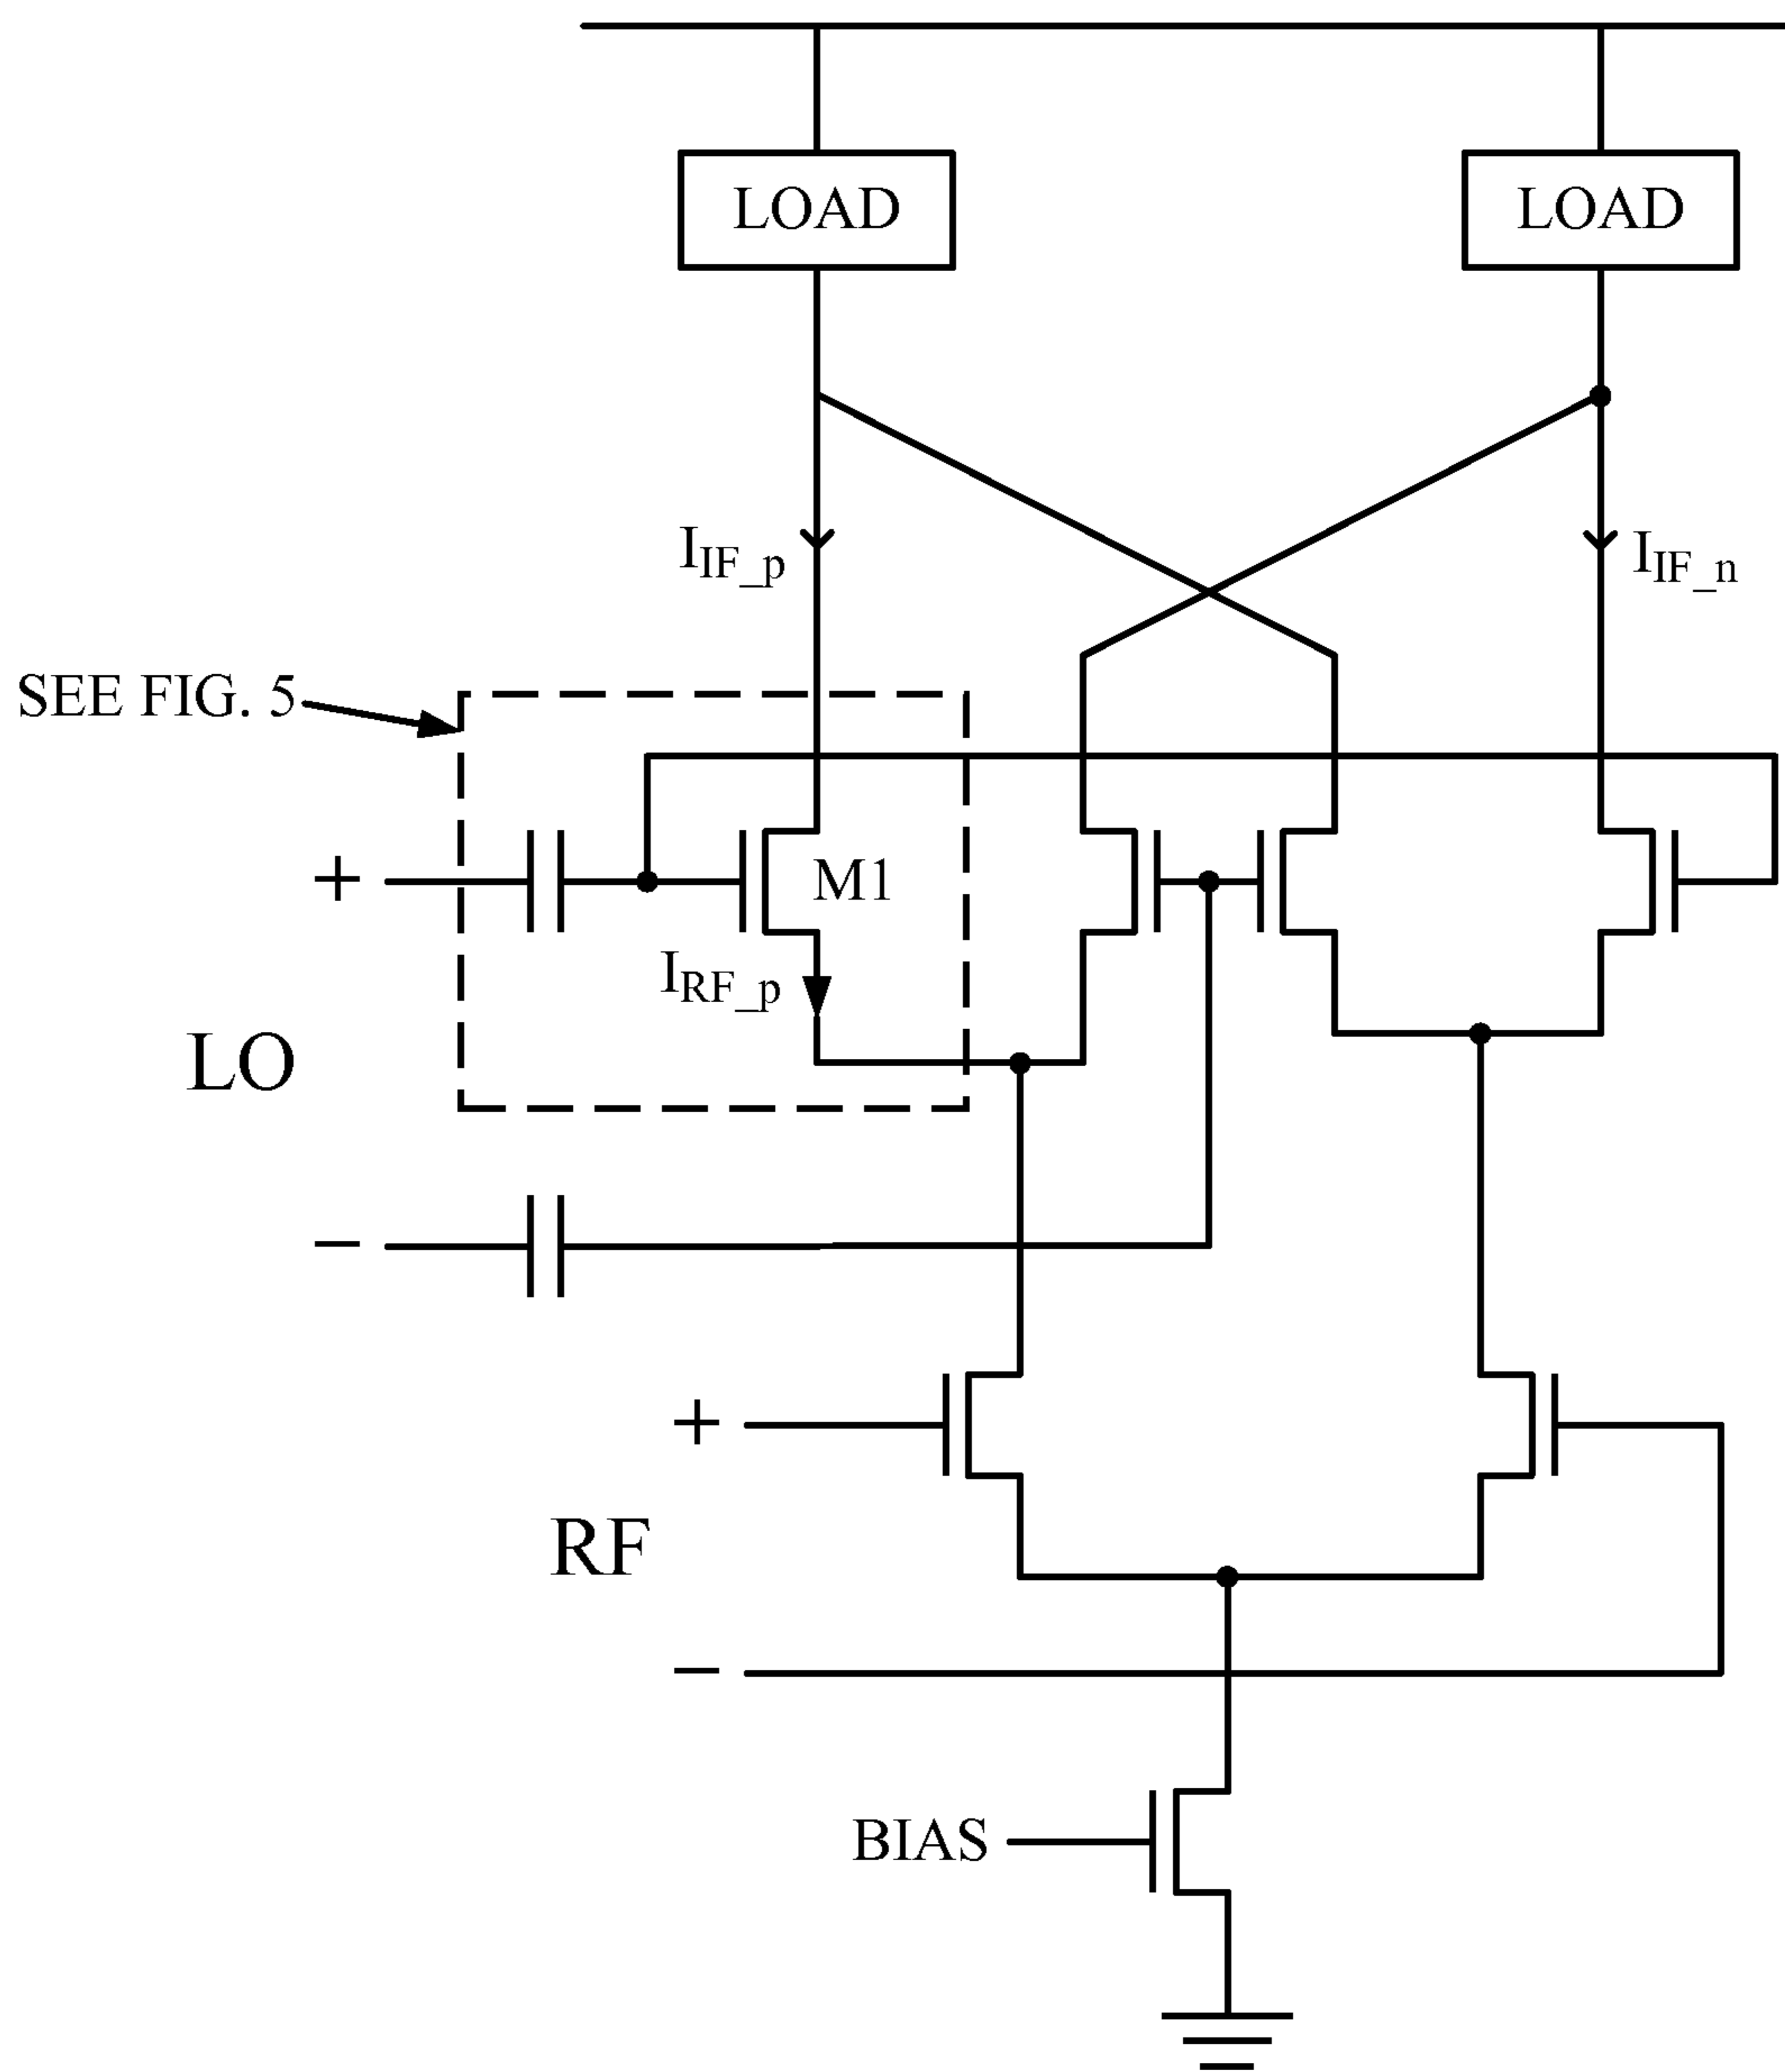 LOAD LOAD
I_IF_p I_IF_n
SEE FIG. 5
+ M1
I_RF_p
LO
−
+
RF
−
BIAS